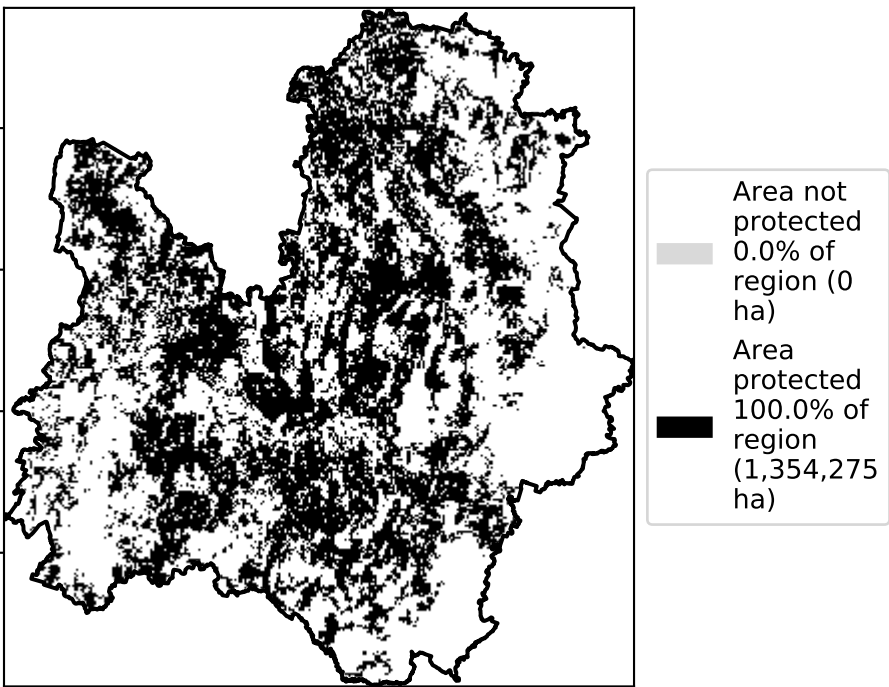 Area not
protected
0.0% of
region (0
ha)
Area
protected
100.0% of
region
(1,354,275
ha)